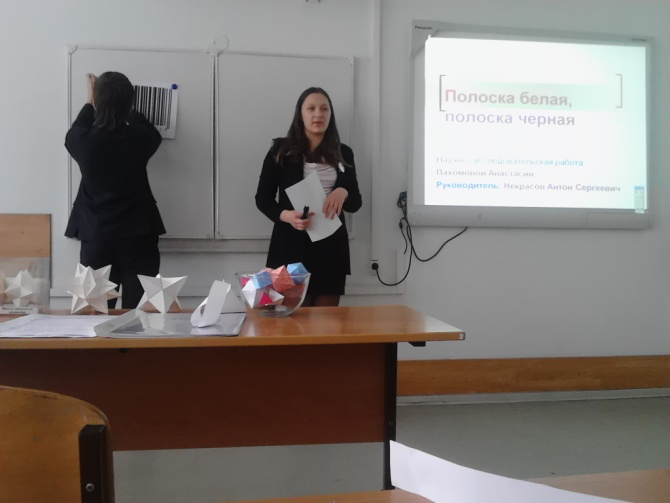 Полоска белая,
полоска черная
Научно-исследовательская работа
Пахомовой Анастасии
Руководитель: Некрасов Антон Сергеевич